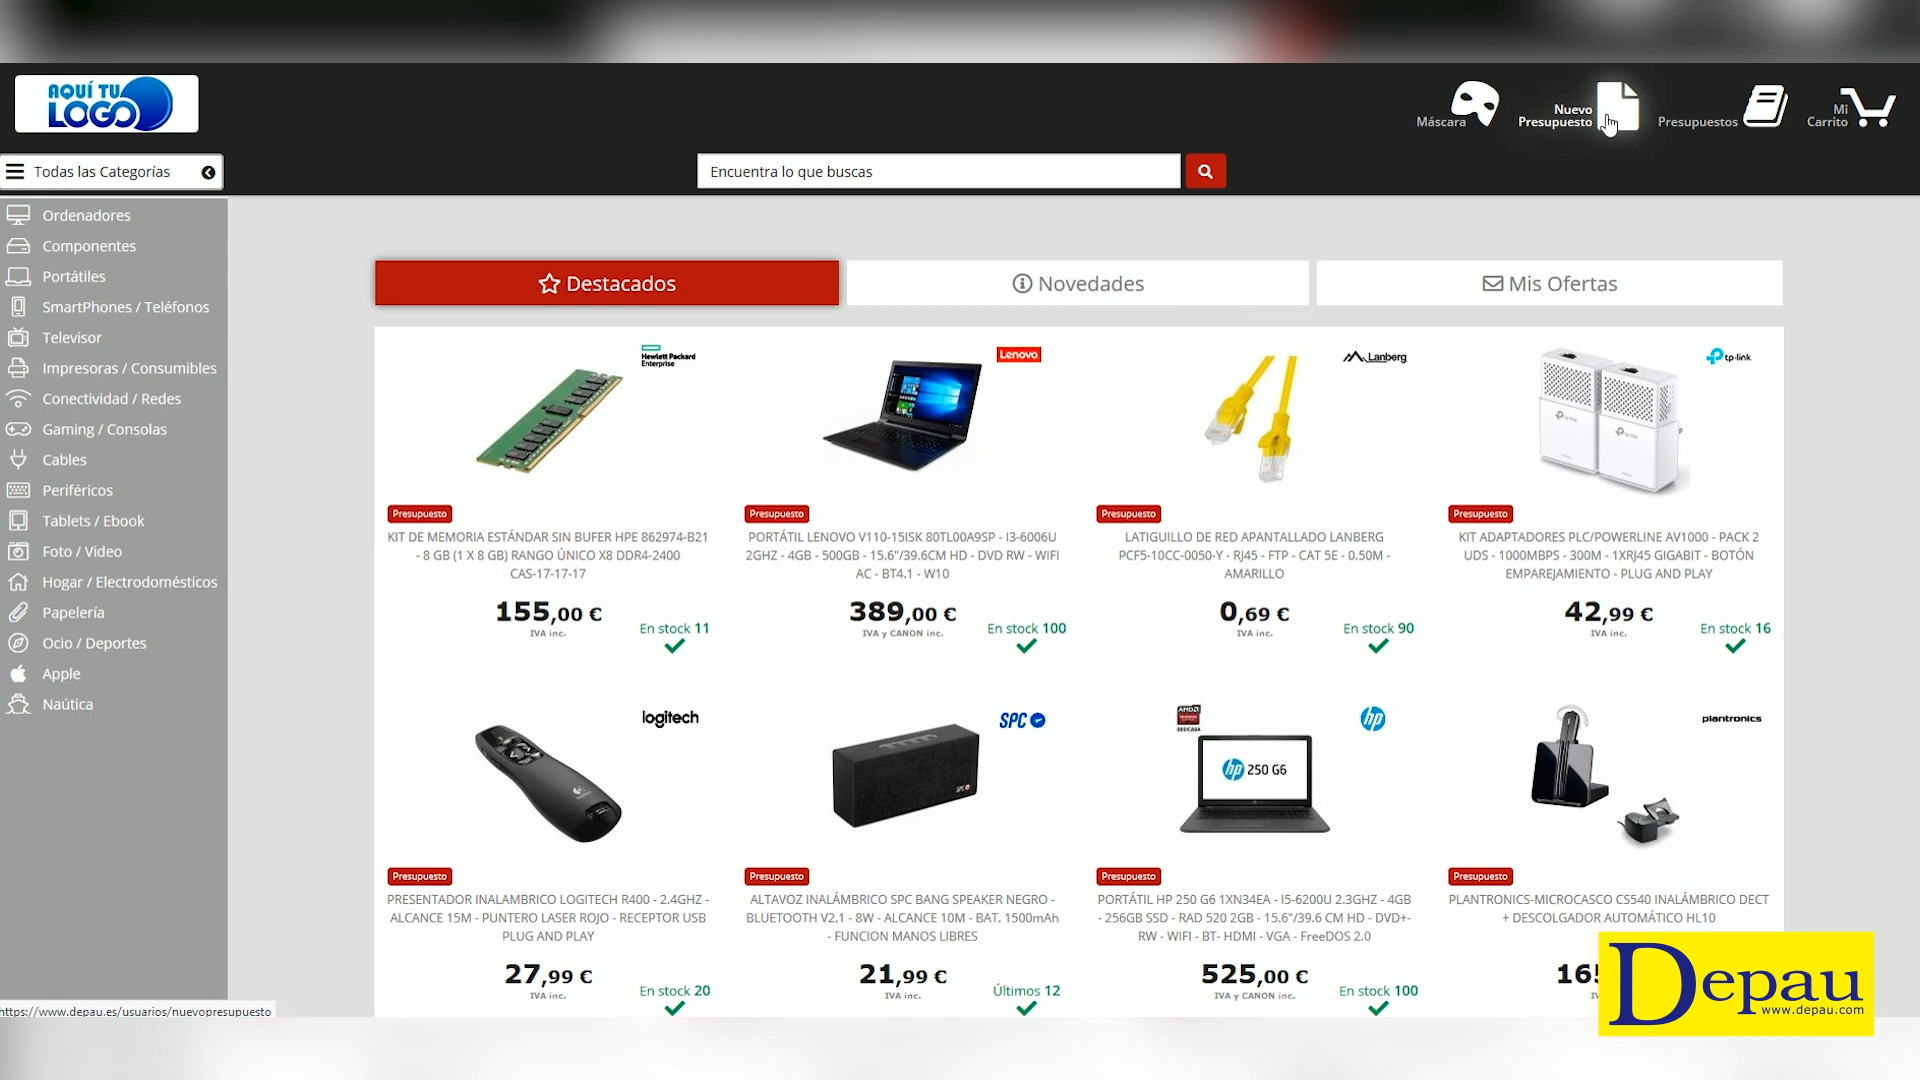 AQUÍ TU
LOGO
Máscara
Nuevo
Presupuesto
Presupuestos
Mi
Carrito
Todas las Categorías
Encuentra lo que buscas
Ordenadores
Componentes
Portátiles
SmartPhones / Teléfonos
Televisor
Impresoras / Consumibles
Conectividad / Redes
Gaming / Consolas
Cables
Periféricos
Tablets / Ebook
Foto / Video
Hogar / Electrodomésticos
Papelería
Ocio / Deportes
Apple
Naútica
Destacados
Novedades
Mis Ofertas
Hewlett Packard
Enterprise
Presupuesto
KIT DE MEMORIA ESTÁNDAR SIN BUFER HPE 862974-B21
- 8 GB (1 X 8 GB) RANGO ÚNICO X8 DDR4-2400
CAS-17-17-17
155,00 €
IVA inc.
En stock 11
Lenovo
Presupuesto
PORTÁTIL LENOVO V110-15ISK 80TL00A9SP - I3-6006U
2GHZ - 4GB - 500GB - 15.6"/39.6CM HD - DVD RW - WIFI
AC - BT4.1 - W10
389,00 €
IVA y CANON inc.
En stock 100
Lanberg
Presupuesto
LATIGUILLO DE RED APANTALLADO LANBERG
PCF5-10CC-0050-Y - RJ45 - FTP - CAT 5E - 0.50M -
AMARILLO
0,69 €
IVA inc.
En stock 90
tp-link
tp-link
tp-link
Presupuesto
KIT ADAPTADORES PLC/POWERLINE AV1000 - PACK 2
UDS - 1000MBPS - 300M - 1XRJ45 GIGABIT - BOTÓN
EMPAREJAMIENTO - PLUG AND PLAY
42,99 €
IVA inc.
En stock 16
logitech
Presupuesto
PRESENTADOR INALAMBRICO LOGITECH R400 - 2.4GHZ -
ALCANCE 15M - PUNTERO LASER ROJO - RECEPTOR USB
PLUG AND PLAY
27,99 €
IVA inc.
En stock 20
SPC
SPC
Presupuesto
ALTAVOZ INALÁMBRICO SPC BANG SPEAKER NEGRO -
BLUETOOTH V2.1 - 8W - ALCANCE 10M - BAT. 1500mAh
- FUNCION MANOS LIBRES
21,99 €
IVA inc.
Últimos 12
AMD
DEDICADA
hp
hp 250 G6
Presupuesto
PORTÁTIL HP 250 G6 1XN34EA - I5-6200U 2.3GHZ - 4GB
- 256GB SSD - RAD 520 2GB - 15.6"/39.6 CM HD - DVD+-
RW - WIFI - BT- HDMI - VGA - FreeDOS 2.0
525,00 €
IVA y CANON inc.
En stock 100
plantronics
Presupuesto
PLANTRONICS-MICROCASCO CS540 INALÁMBRICO DECT
+ DESCOLGADOR AUTOMÁTICO HL10
165
Depau
www.depau.com
https://www.depau.es/usuarios/nuevopresupuesto